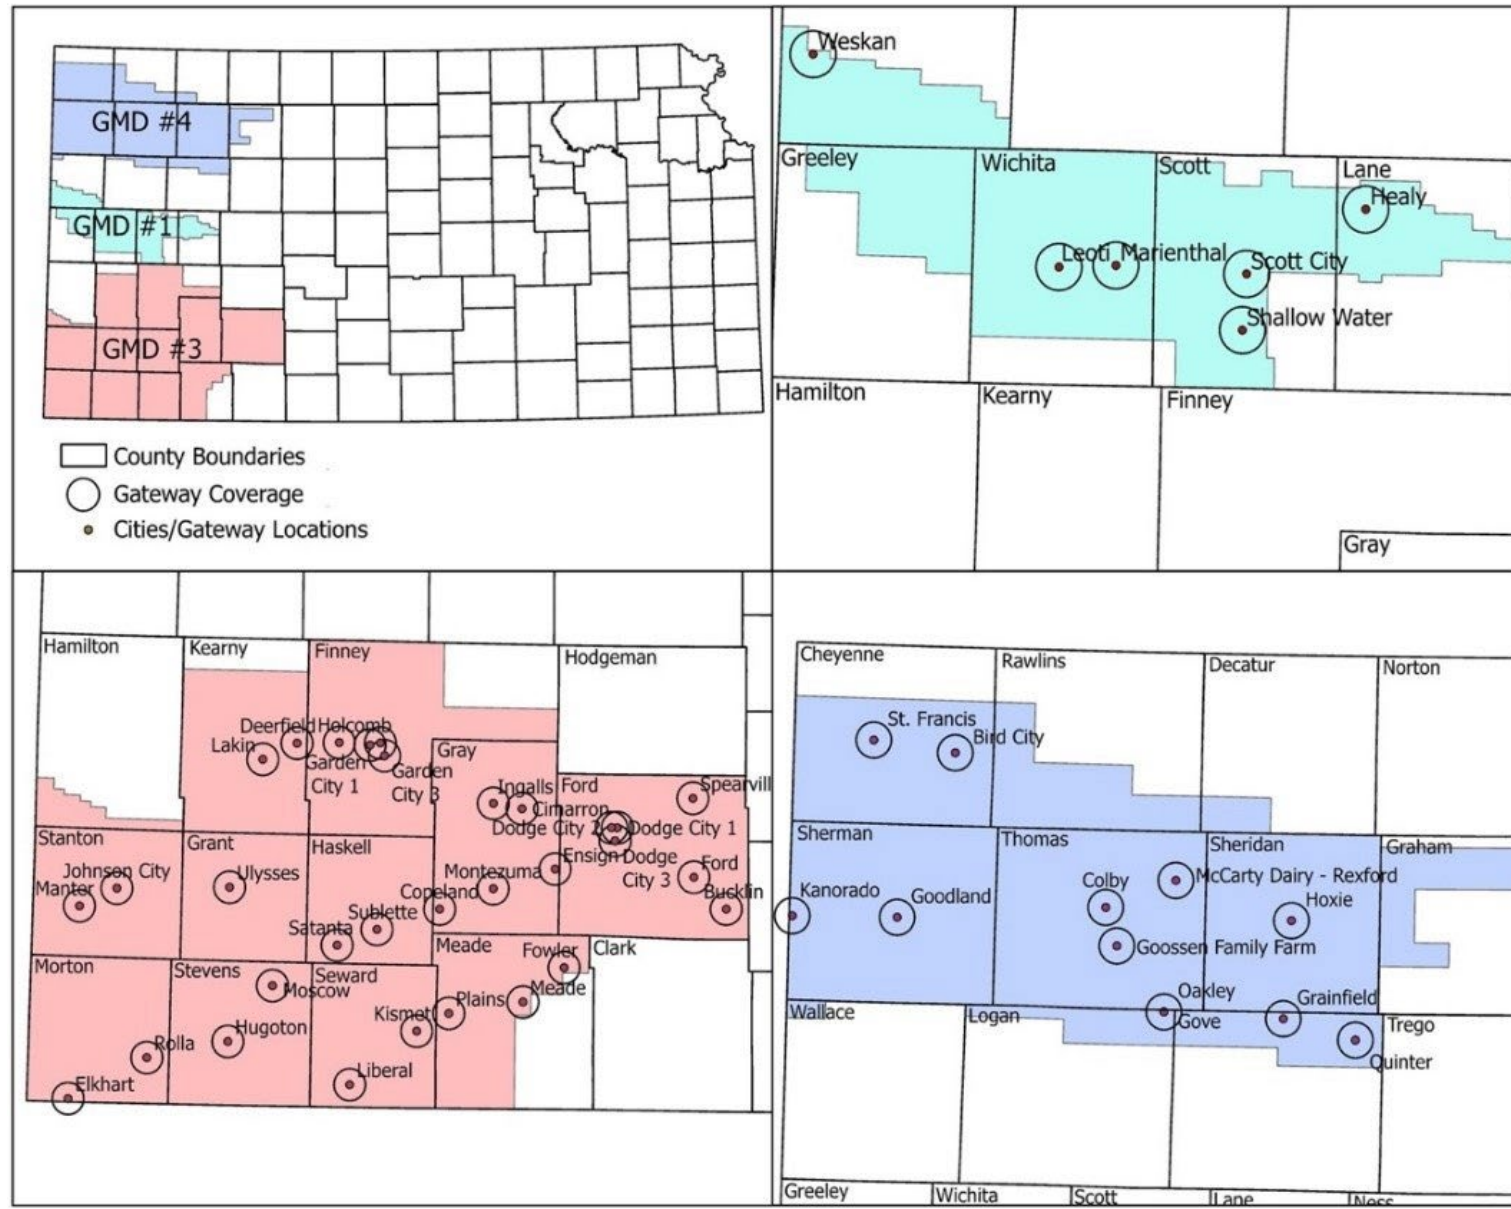 GMD #4
GMD #1
GMD #3
County Boundaries
Gateway Coverage
Cities/Gateway Locations
Weskan
Greeley
Wichita
Scott
Lane
Healy
Leoti
Marienthal
Scott City
Shallow Water
Hamilton
Kearny
Finney
Gray
Hamilton
Kearny
Finney
Hodgeman
Deerfield
Holcomb
Lakin
Garden
City 1
Garden
City 3
Gray
Ingalls
Cimarron
Ford
Spearvill
Dodge City 2
Dodge City 1
Dodge
City 3
Stanton
Grant
Haskell
Johnson City
Manter
Ulysses
Montezuma
Ensign
Ford
Copeland
Bucklin
Sublette
Satanta
Meade
Fowler
Clark
Morton
Stevens
Seward
Moscow
Meade
Plains
Kismet
Hugoton
Rolla
Liberal
Elkhart
Cheyenne
Rawlins
Decatur
Norton
St. Francis
Bird City
Sherman
Thomas
Sheridan
Graham
Kanorado
Goodland
Colby
McCarty Dairy - Rexford
Hoxie
Goossen Family Farm
Oakley
Grainfield
Wallace
Logan
Gove
Trego
Quinter
Greeley
Wichita
Scott
Lane
Ness